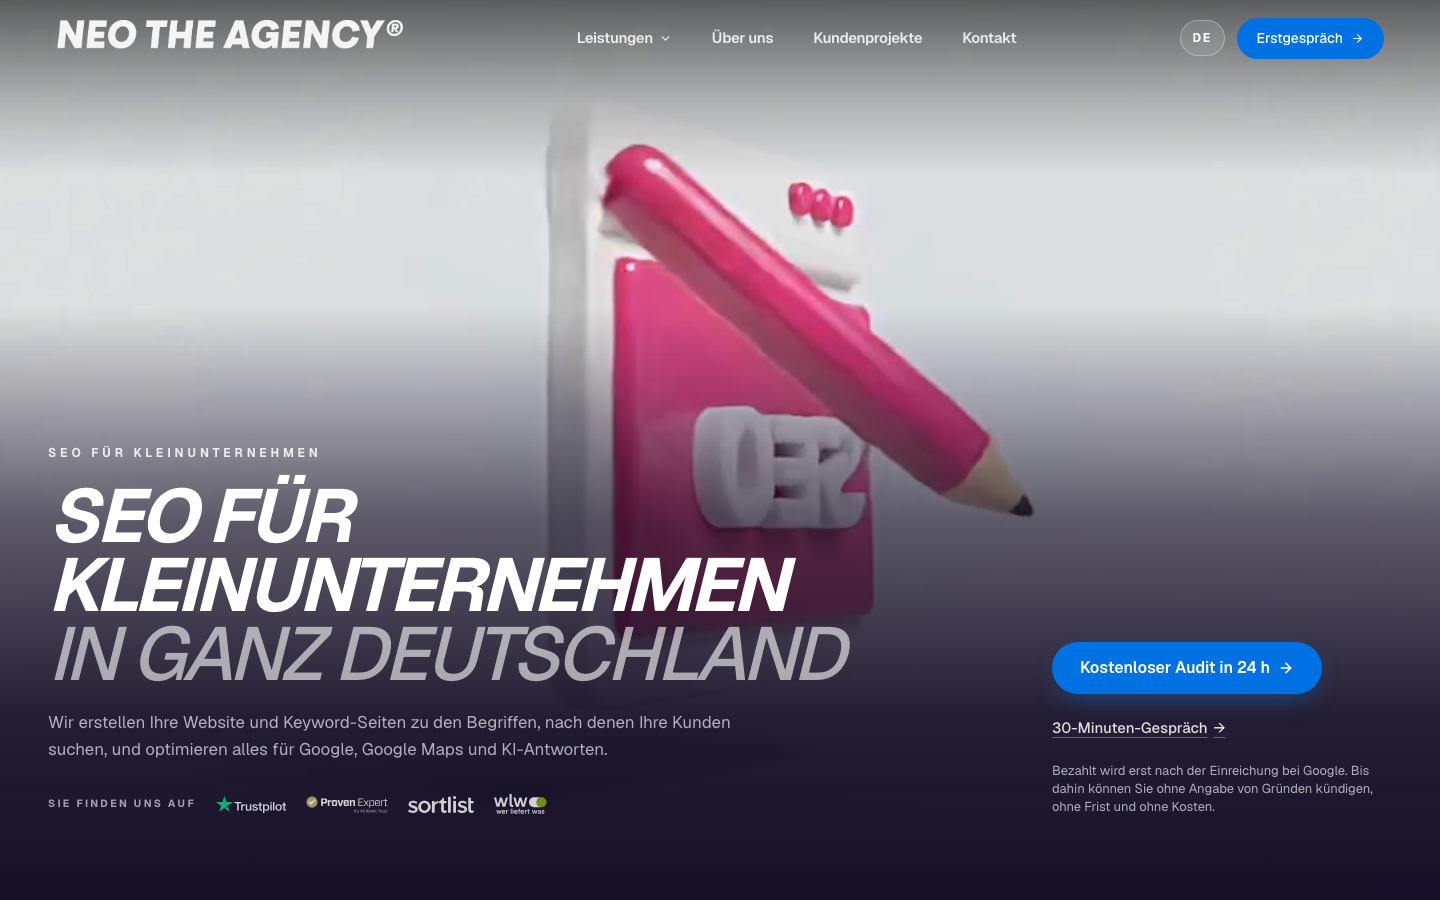 NEO THE AGENCY®
Leistungen
Über uns
Kundenprojekte
Kontakt
DE
Erstgespräch →
SEO
SEO FÜR KLEINUNTERNEHMEN
SEO FÜR
KLEINUNTERNEHMEN
IN GANZ DEUTSCHLAND
Wir erstellen Ihre Website und Keyword-Seiten zu den Begriffen, nach denen Ihre Kunden
suchen, und optimieren alles für Google, Google Maps und KI-Antworten.
SIE FINDEN UNS AUF
Trustpilot
Proven Expert
sortlist
wlw
wer liefert was
Kostenloser Audit in 24 h →
30-Minuten-Gespräch →
Bezahlt wird erst nach der Einreichung bei Google. Bis
dahin können Sie ohne Angabe von Gründen kündigen,
ohne Frist und ohne Kosten.